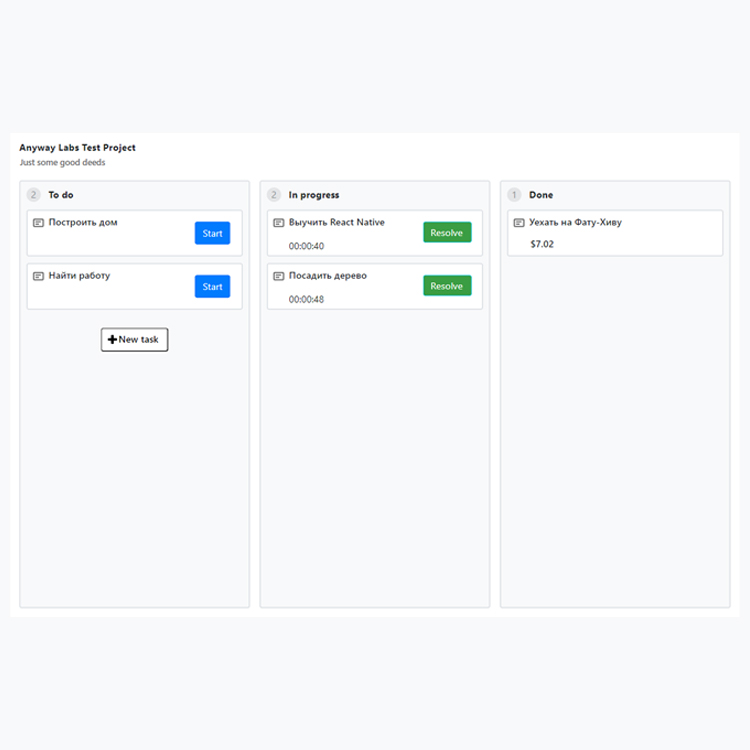 Anyway Labs Test Project
Just some good deeds
2 To do
Построить дом
Start
Найти работу
Start
New task
2 In progress
Выучить React Native
00:00:40
Resolve
Посадить дерево
00:00:48
Resolve
1 Done
Уехать на Фату-Хиву
$7.02